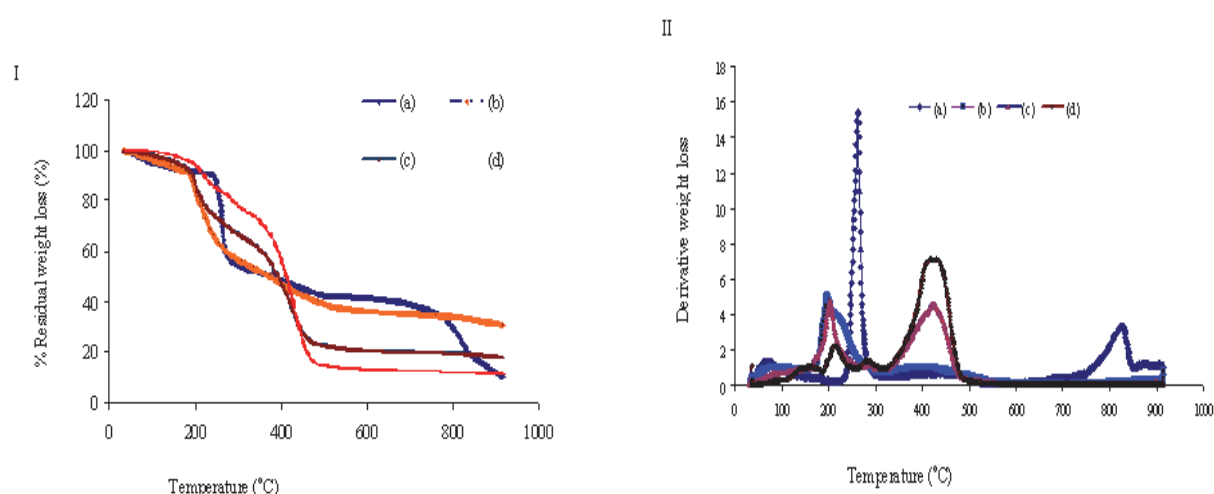 I
% Residual weight loss (%)
120
100
80
60
40
20
0
0 200 400 600 800 1000
Temperature (°C)
(a) (b)
(c) (d)
II
Derivative weight loss
18
16
14
12
10
8
6
4
2
0
0 100 200 300 400 500 600 700 800 900 1000
Temperature (°C)
(a) (b) (c) (d)